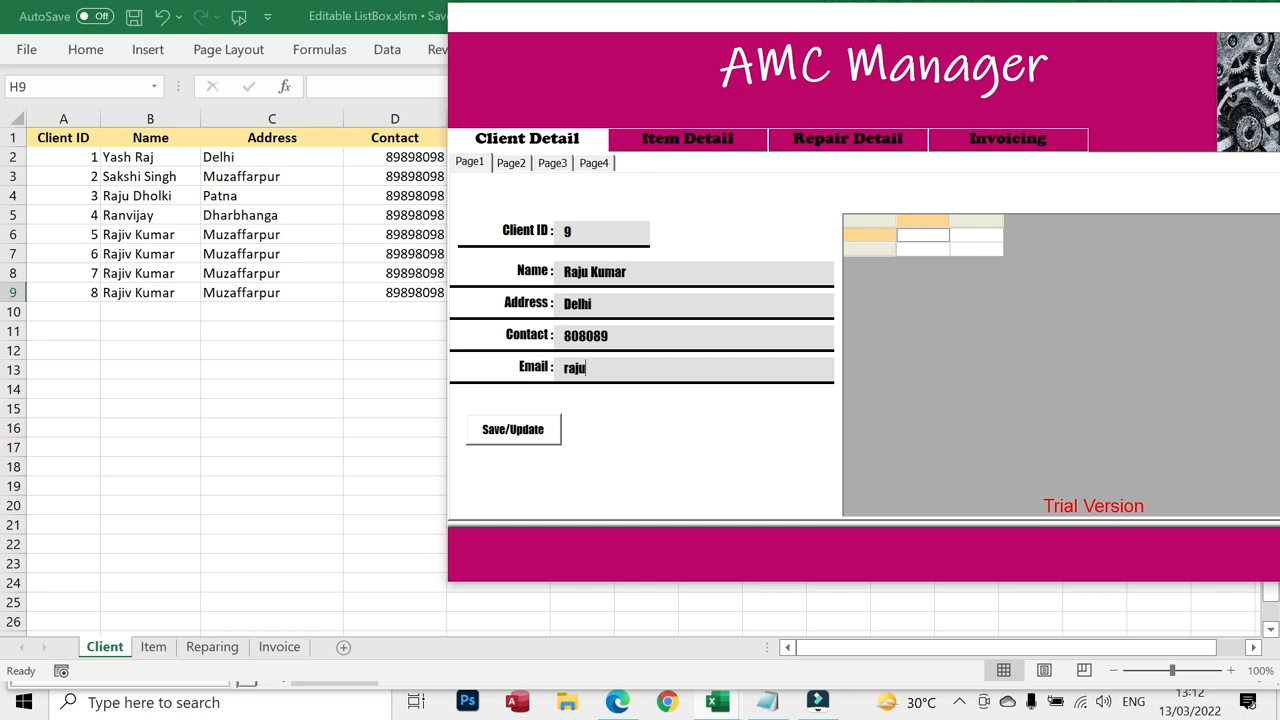 AutoSave Off Editable ListBox.xlsm • Sav
File Home Insert Page Layout Formulas Data Rev
H9 fx
A B C D
1 Client ID Name Address Contact
2 1 Yash Raj Delhi 89898098
3 2 Sakshi Singh Muzaffarpur 89898098
4 3 Raju Dholki Patna 89898098
5 4 Ranvijay Dharbhanga 89898098
6 5 Rajiv Kumar Muzaffarpur 89898098
7 6 Rajiv Kumar Muzaffarpur 89898098
8 7 Rajiv Kumar Muzaffarpur 89898098
9 8 Rajiv Kumar Muzaffarpur 89898098
10
11
12
13
14
15
16
17
18
19
20
21
22
23
24
25
26
AMC Manager
Client Detail Item Detail Repair Detail Invoicing
Page1 Page2 Page3 Page4
Client ID : 9
Name : Raju Kumar
Address : Delhi
Contact : 808089
Email : raju
Save/Update
Trial Version
Client Item Reparing Invoice
Ready 100%
Type here to search Ps 30°C ENG 13:12
13/03/2022